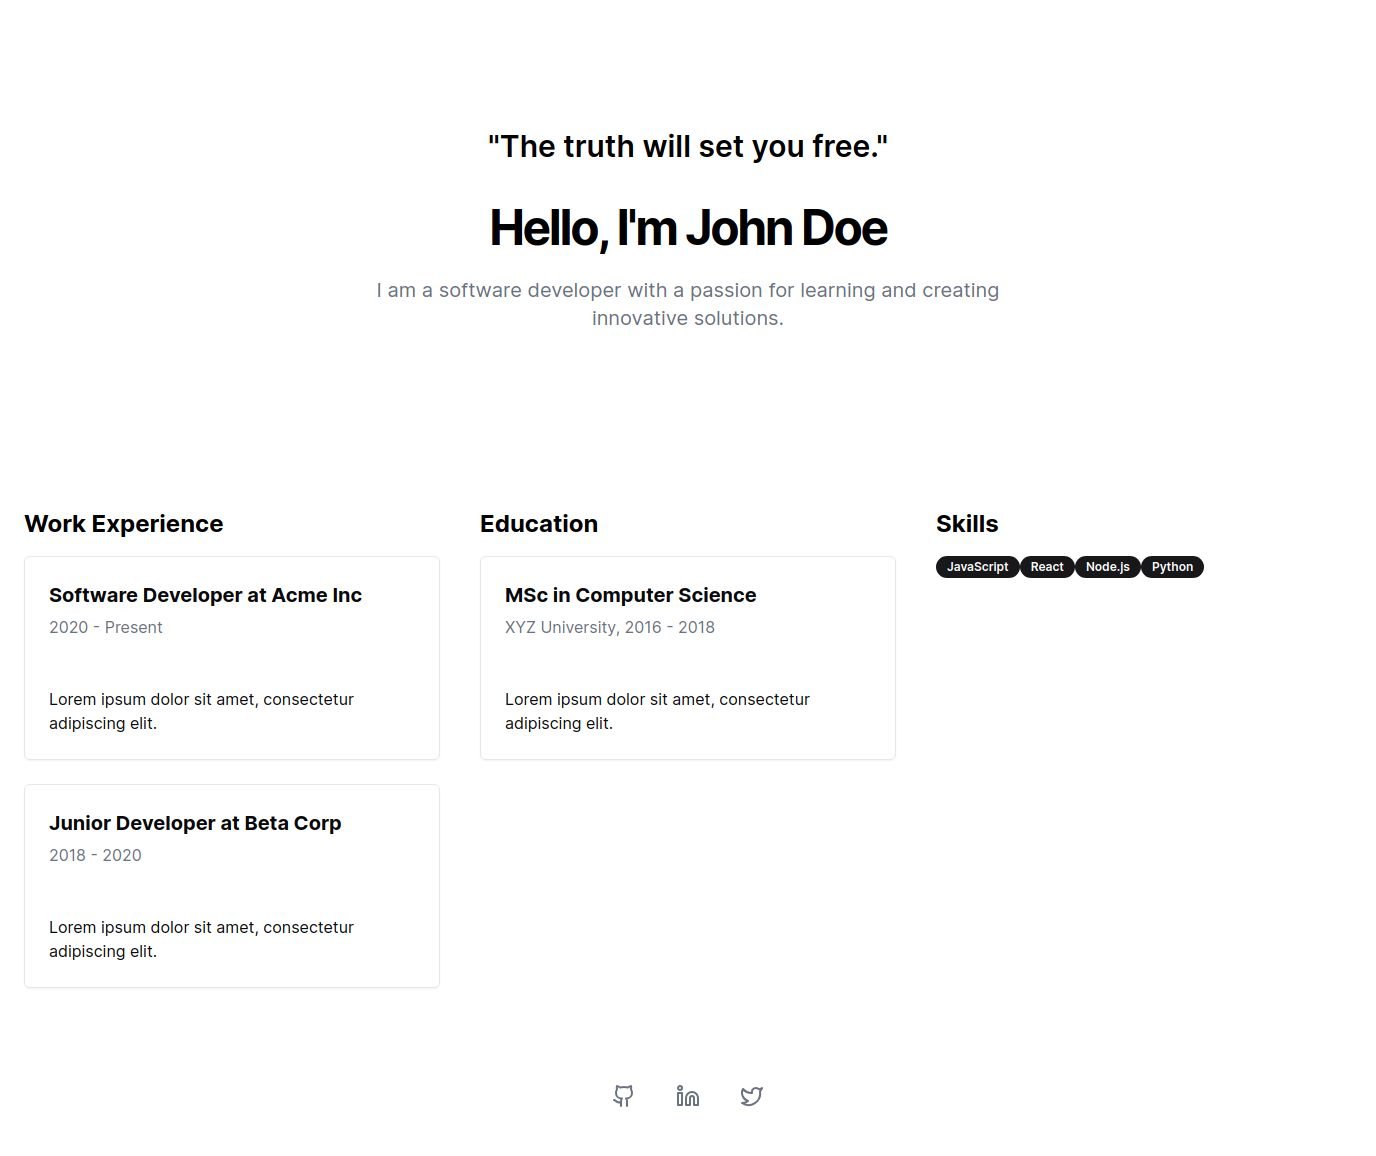 "The truth will set you free."
Hello, I'm John Doe
I am a software developer with a passion for learning and creating
innovative solutions.
Work Experience
Software Developer at Acme Inc
2020 - Present
Lorem ipsum dolor sit amet, consectetur
adipiscing elit.
Junior Developer at Beta Corp
2018 - 2020
Lorem ipsum dolor sit amet, consectetur
adipiscing elit.
Education
MSc in Computer Science
XYZ University, 2016 - 2018
Lorem ipsum dolor sit amet, consectetur
adipiscing elit.
Skills
JavaScript React Node.js Python